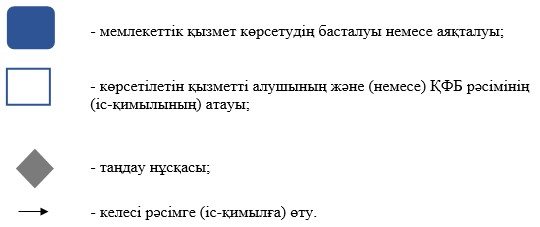 - мемлекеттік қызмет көрсетудің басталуы немесе аяқталуы;
- көрсетілетін қызметті алушының және (немесе) ҚФБ рәсімінің
(іс-қимылының) атауы;
- таңдау нұсқасы;
- келесі рәсімге (іс-қимылға) өту.